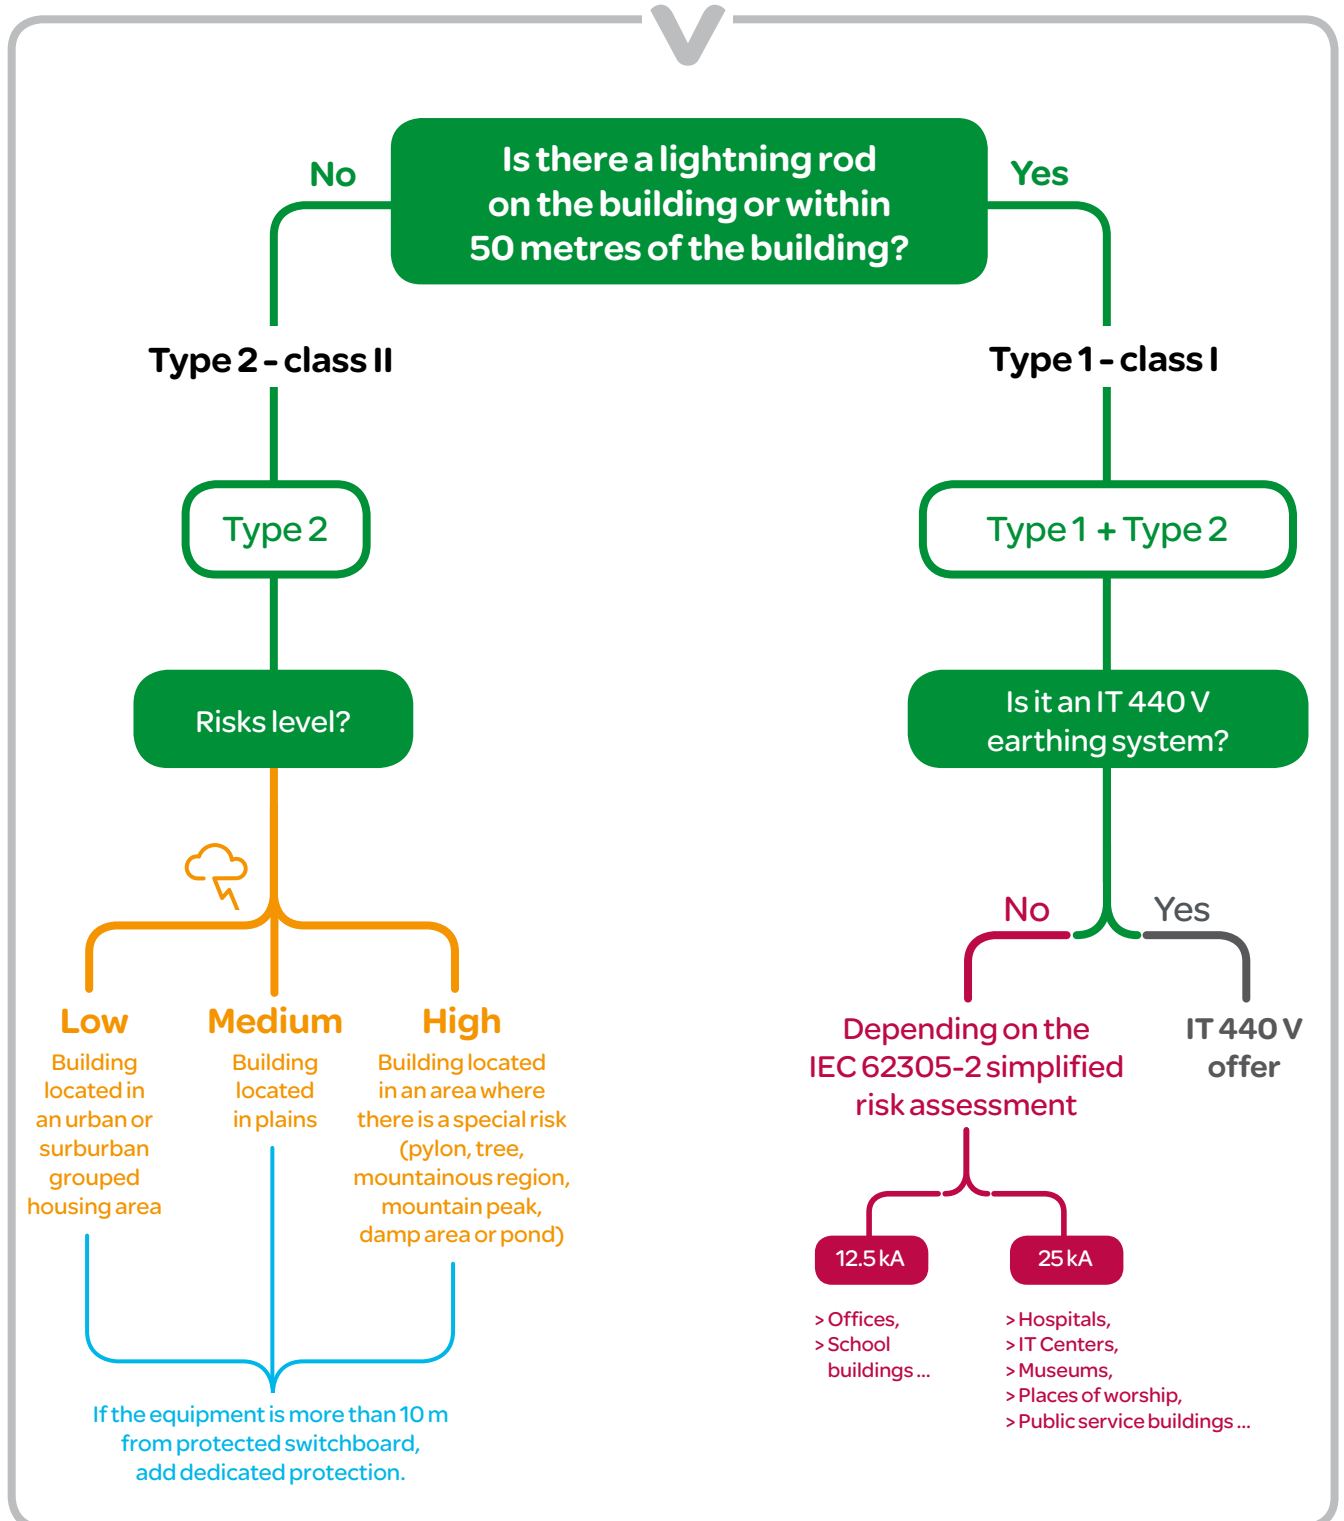 Is there a lightning rod
on the building or within
50 metres of the building?
No
Yes
Type 2 - class II
Type 1 - class I
Type 2
Type 1 + Type 2
Risks level?
Is it an IT 440 V
earthing system?
Low
Building
located in
an urban or
surburban
grouped
housing area
Medium
Building
located
in plains
High
Building located
in an area where
there is a special risk
(pylon, tree,
mountainous region,
mountain peak,
damp area or pond)
If the equipment is more than 10 m
from protected switchboard,
add dedicated protection.
No
Yes
Depending on the
IEC 62305-2 simplified
risk assessment
IT 440 V
offer
12.5 kA
> Offices,
> School
buildings ...
25 kA
> Hospitals,
> IT Centers,
> Museums,
> Places of worship,
> Public service buildings ...